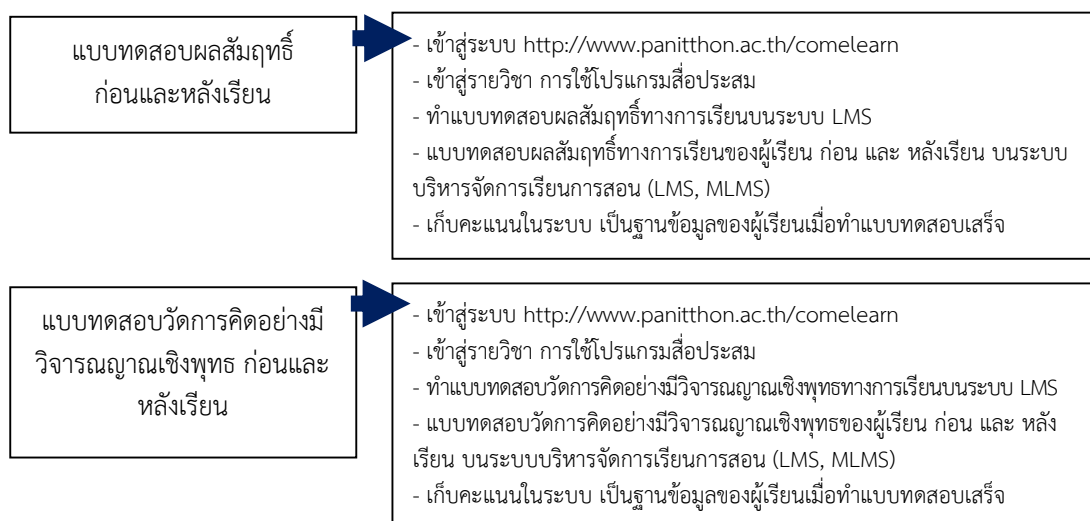 แบบทดสอบผลสัมฤทธิ์
ก่อนและหลังเรียน
- เข้าสู่ระบบ http://www.panitthon.ac.th/comelearn
- เข้าสู่รายวิชา การใช้โปรแกรมสื่อประสม
- ทำแบบทดสอบผลสัมฤทธิ์ทางการเรียนบนระบบ LMS
- แบบทดสอบผลสัมฤทธิ์ทางการเรียนของผู้เรียน ก่อน และ หลังเรียน บนระบบ
บริหารจัดการเรียนการสอน (LMS, MLMS)
- เก็บคะแนนในระบบ เป็นฐานข้อมูลของผู้เรียนเมื่อทำแบบทดสอบเสร็จ
แบบทดสอบวัดการคิดอย่างมี
วิจารณญาณเชิงพุทธ ก่อนและ
หลังเรียน
- เข้าสู่ระบบ http://www.panitthon.ac.th/comelearn
- เข้าสู่รายวิชา การใช้โปรแกรมสื่อประสม
- ทำแบบทดสอบวัดการคิดอย่างมีวิจารณญาณเชิงพุทธทางการเรียนบนระบบ LMS
- แบบทดสอบวัดการคิดอย่างมีวิจารณญาณเชิงพุทธของผู้เรียน ก่อน และ หลัง
เรียน บนระบบบริหารจัดการเรียนการสอน (LMS, MLMS)
- เก็บคะแนนในระบบ เป็นฐานข้อมูลของผู้เรียนเมื่อทำแบบทดสอบเสร็จ